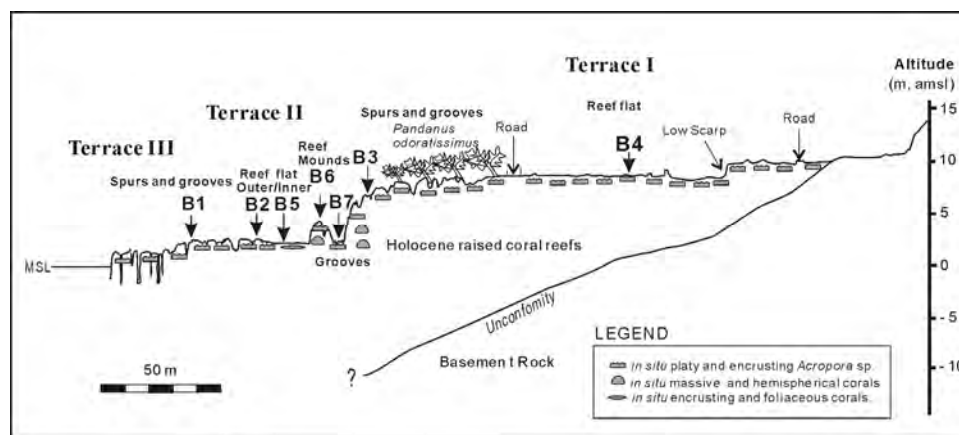 Terrace I
Altitude
(m, amsl)
Terrace II
Spurs and grooves
Pandanus
odoratissimus
Road
Reef flat
B4
Low Scarp
Road
Terrace III
Reef
Mounds
B6
B3
Spurs and grooves
B1
Reef flat
Outer/Inner
B2 B5
B7
Grooves
Holocene raised coral reefs
MSL
Unconfomity
Basement Rock
?
50 m
15
10
5
0
- 5
- 10
LEGEND
in situ platy and encrusting Acropora sp.
in situ massive and hemispherical corals
in situ encrusting and foliaceous corals.